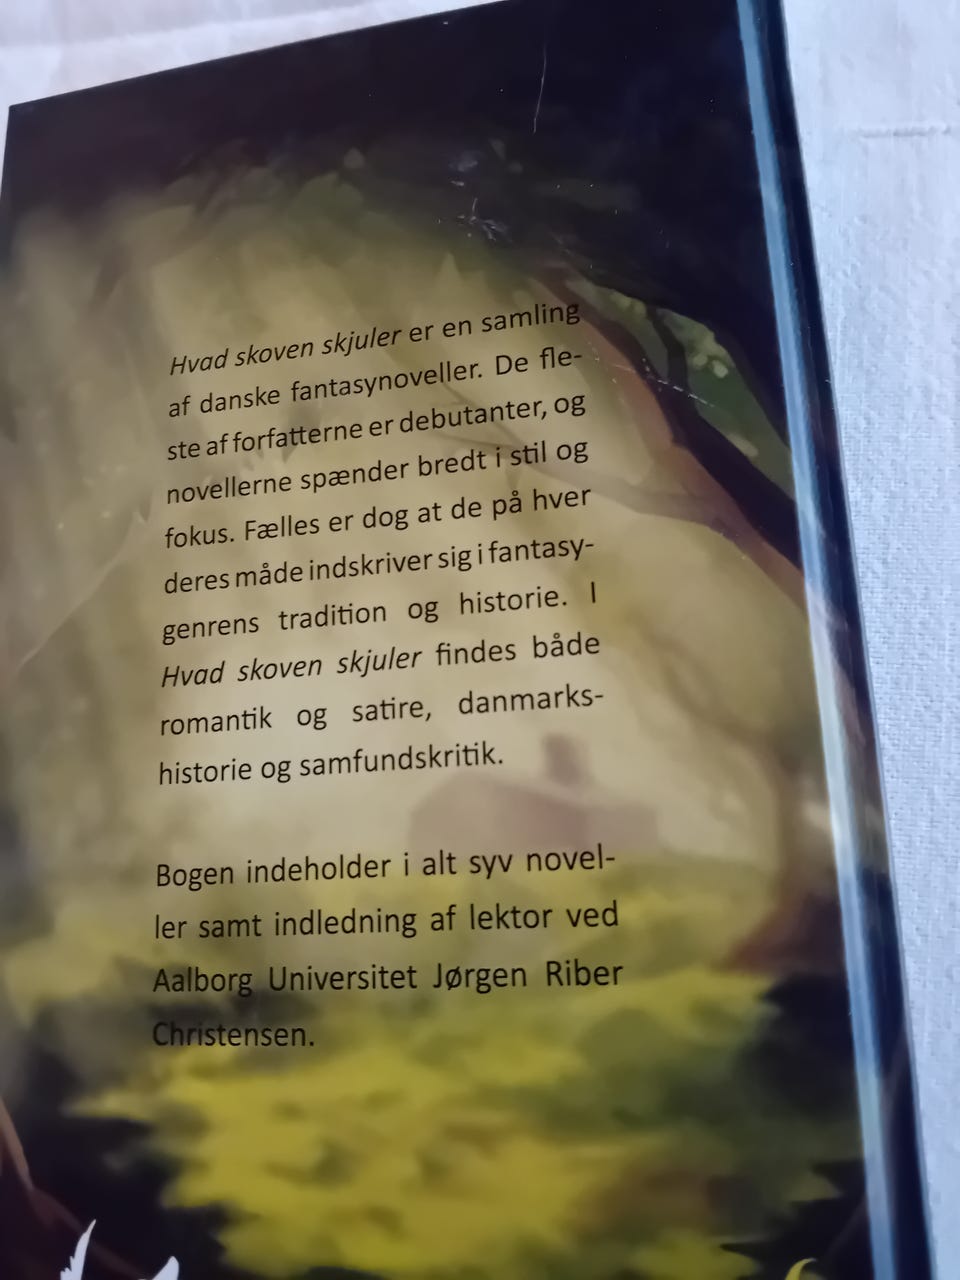 Hvad skoven skjuler er en samling
af danske fantasynoveller. De fle-
ste af forfatterne er debutanter, og
novellerne spænder bredt i stil og
fokus. Fælles er dog at de på hver
deres måde indskriver sig i fantasy-
genrens tradition og historie. I
Hvad skoven skjuler findes både
romantik og satire, danmarks-
historie og samfundskritik.
Bogen indeholder i alt syv novel-
ler samt indledning af lektor ved
Aalborg Universitet Jørgen Riber
Christensen.